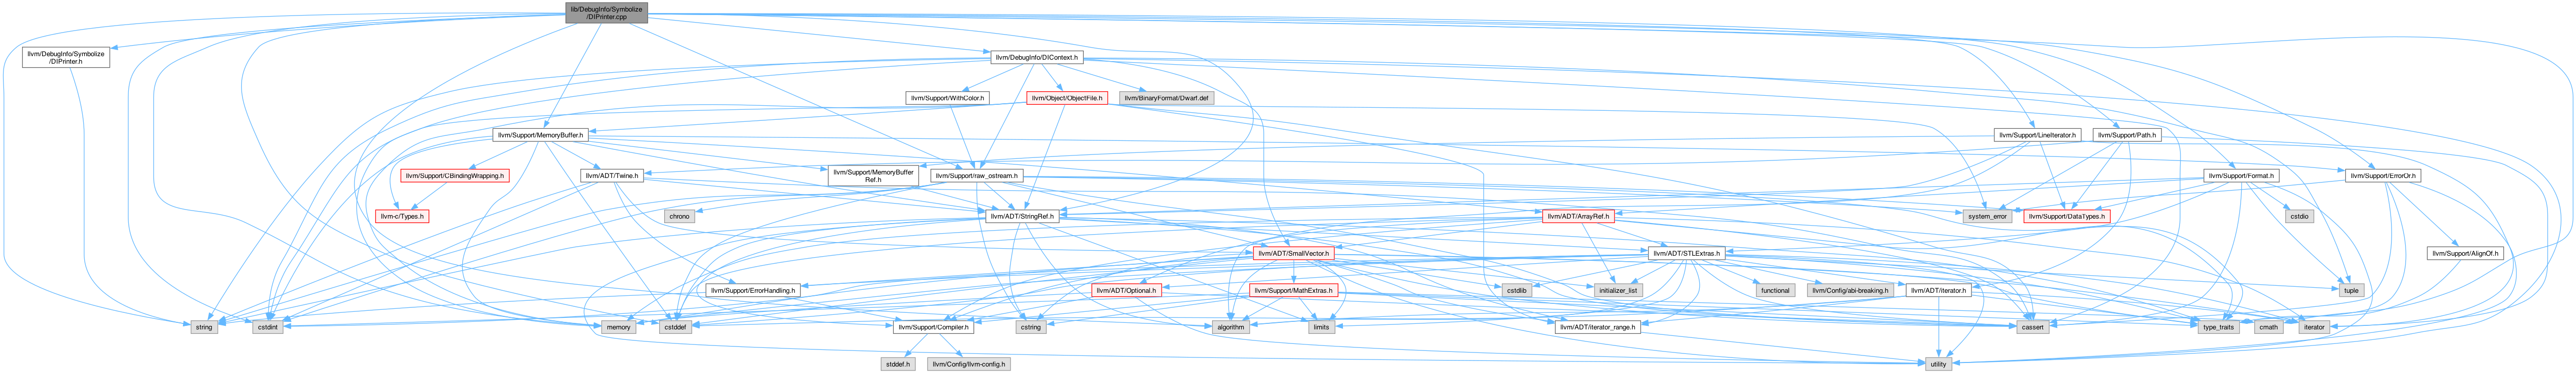 lib/DebugInfo/Symbolize
/DIPrinter.cpp
llvm/DebugInfo/Symbolize
/DIPrinter.h
llvm/DebugInfo/DIContext.h
llvm/Support/WithColor.h
llvm/Object/ObjectFile.h
llvm/BinaryFormat/Dwarf.def
llvm/Support/MemoryBuffer.h
llvm/Support/LineIterator.h
llvm/Support/Path.h
llvm/Support/CBindingWrapping.h
llvm/ADT/Twine.h
llvm/Support/MemoryBuffer
Ref.h
llvm/Support/raw_ostream.h
llvm/Support/Format.h
llvm/Support/ErrorOr.h
llvm-c/Types.h
chrono
llvm/ADT/StringRef.h
llvm/ADT/ArrayRef.h
system_error
llvm/Support/DataTypes.h
cstdio
llvm/ADT/SmallVector.h
llvm/ADT/STLExtras.h
llvm/Support/AlignOf.h
llvm/Support/ErrorHandling.h
llvm/ADT/Optional.h
llvm/Support/MathExtras.h
cstdlib
initializer_list
functional
llvm/Config/abi-breaking.h
llvm/ADT/iterator.h
tuple
string
cstdint
memory
cstddef
llvm/Support/Compiler.h
cstring
algorithm
limits
llvm/ADT/iterator_range.h
cassert
type_traits
cmath
iterator
stddef.h
llvm/Config/llvm-config.h
utility